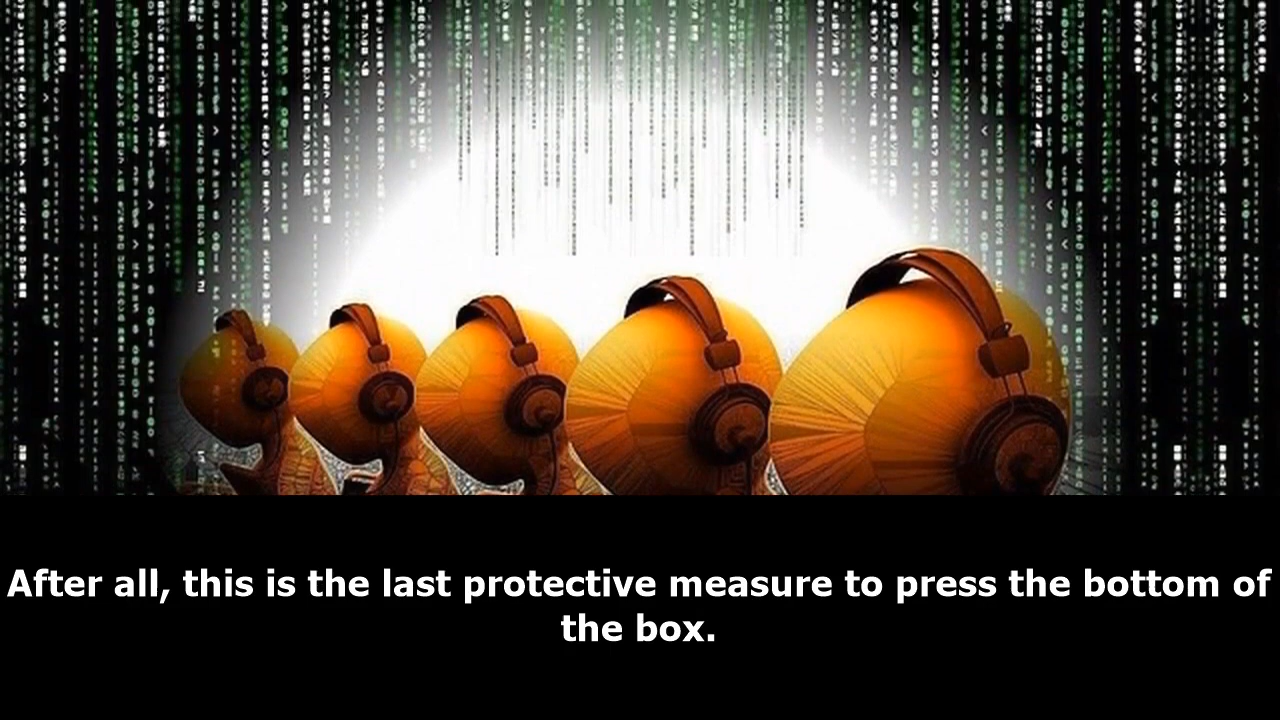 After all, this is the last protective measure to press the bottom of
the box.